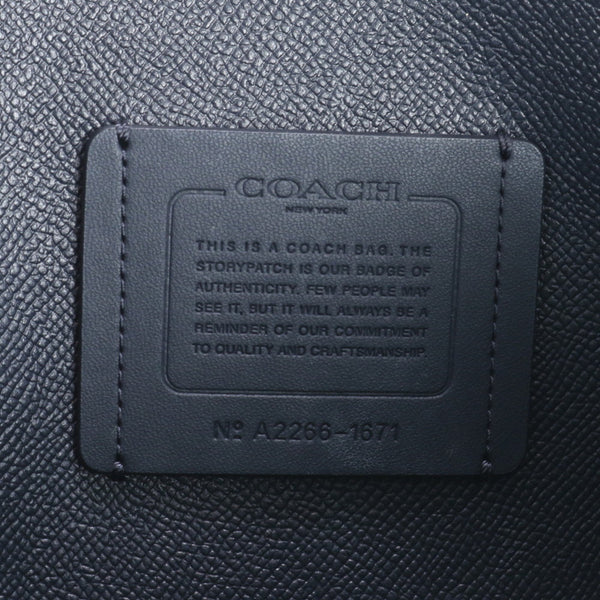 COACH
NEW YORK
THIS IS A COACH BAG. THE
STORYPATCH IS OUR BADGE OF
AUTHENTICITY. FEW PEOPLE MAY
SEE IT, BUT IT WILL ALWAYS BE A
REMINDER OF OUR COMMITMENT
TO QUALITY AND CRAFTSMANSHIP.
Nº A2266-1671